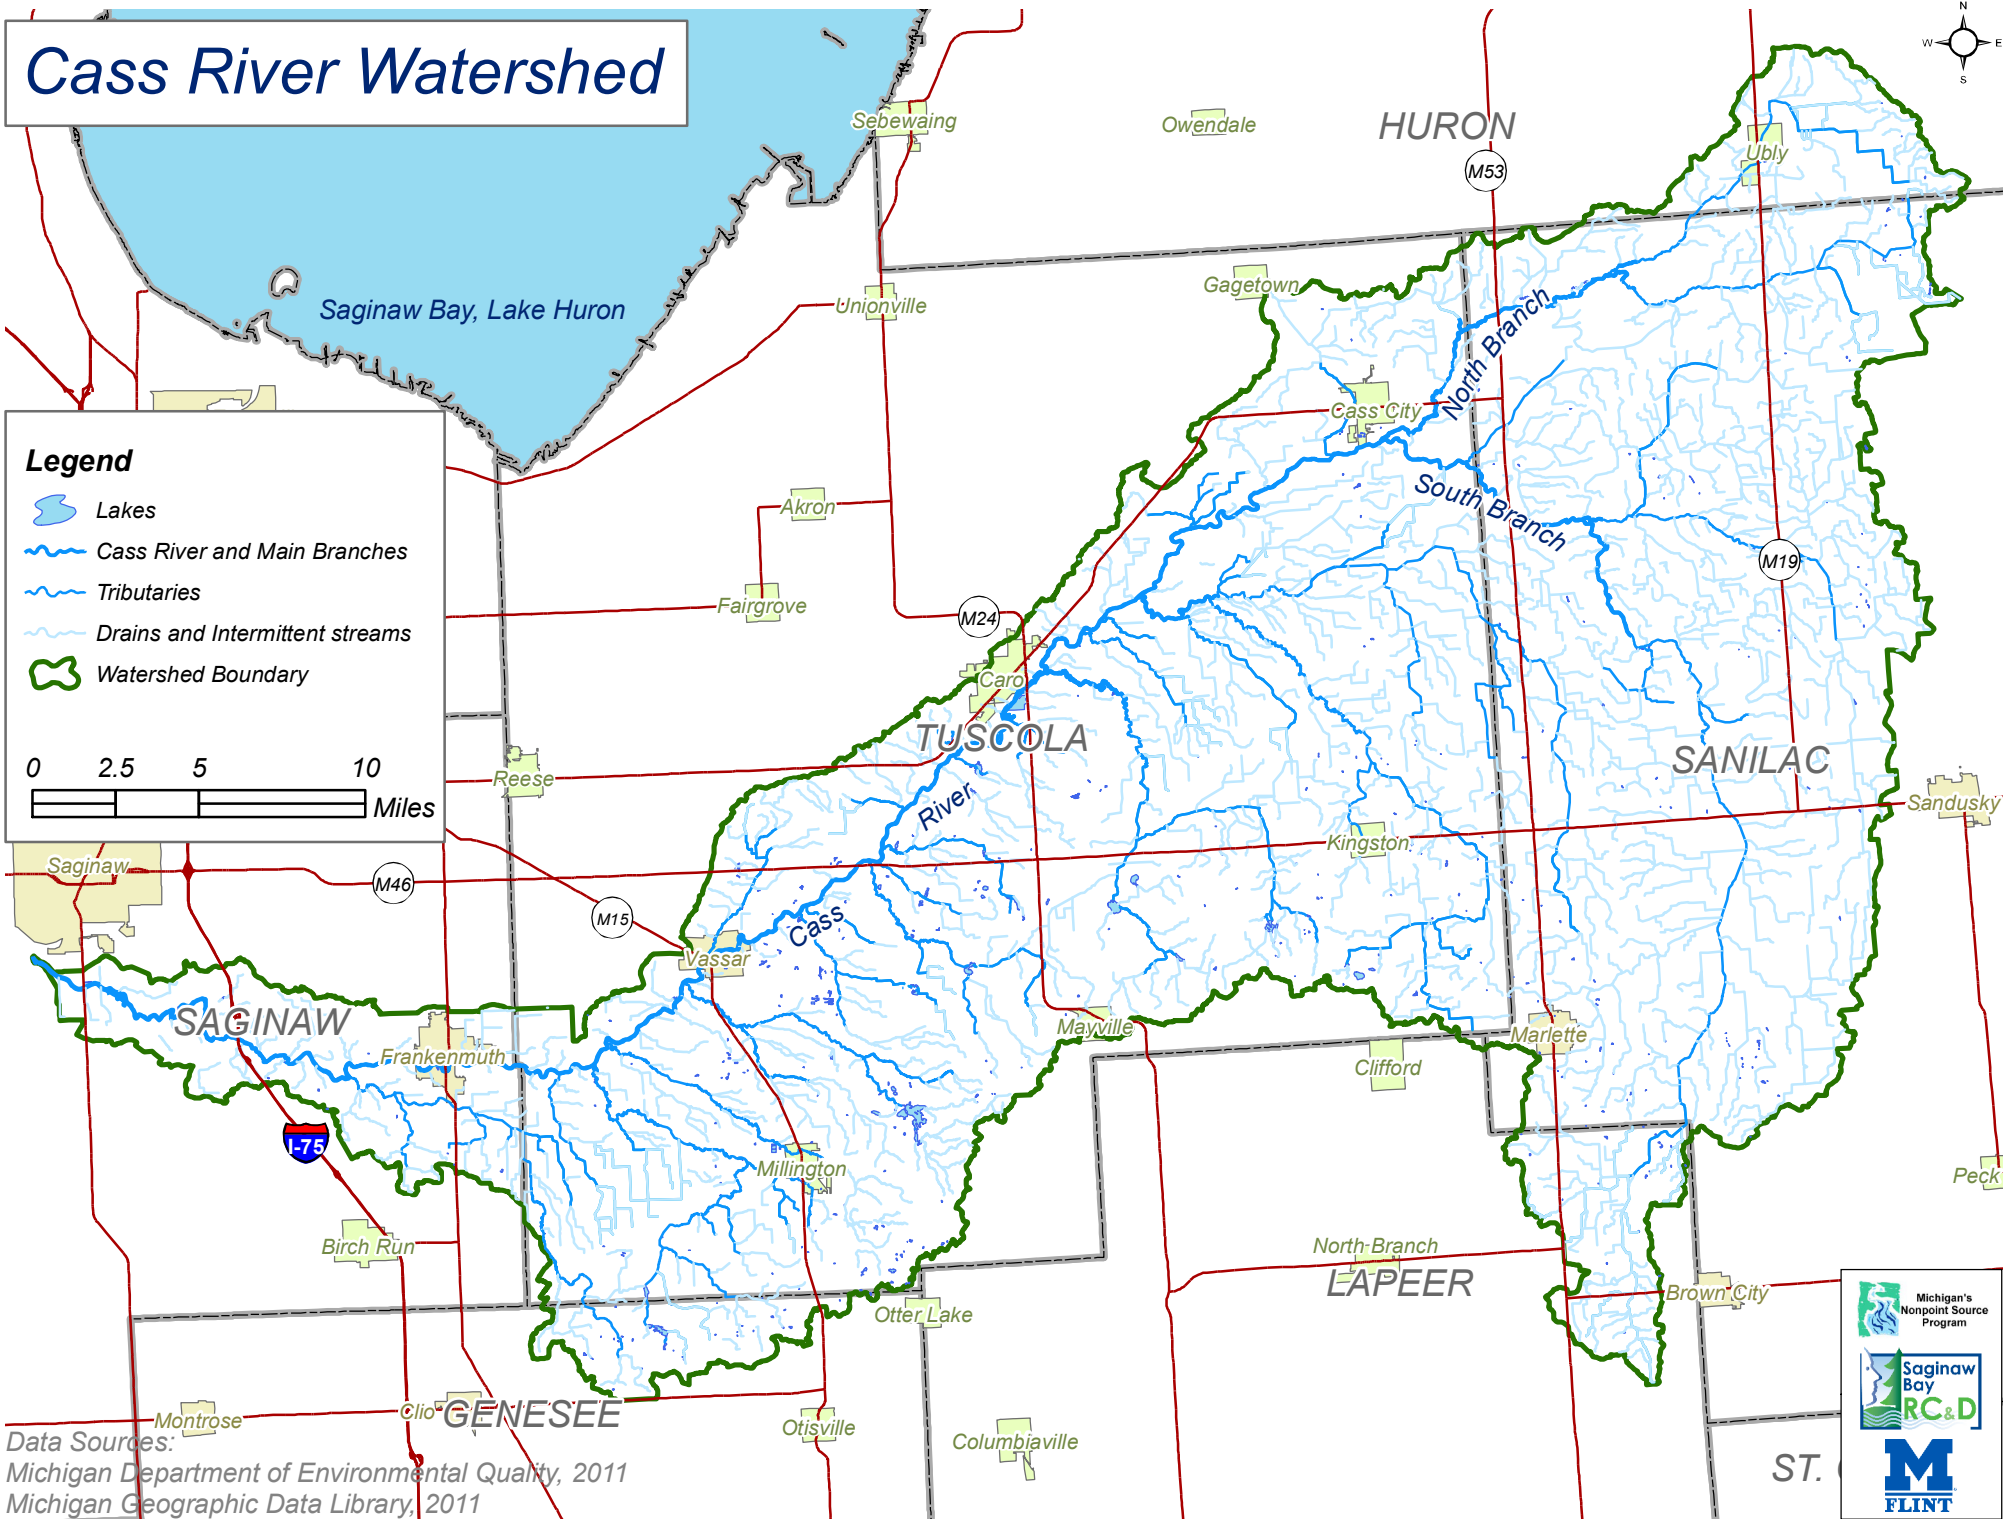 Cass River Watershed
N
W
E
S
Sebewaing
Owendale
HURON
M53
Ubly
Saginaw Bay, Lake Huron
Unionville
Gagetown
North Branch
Cass City
South Branch
Legend
Lakes
Cass River and Main Branches
Tributaries
Drains and Intermittent streams
Watershed Boundary
0 2.5 5 10
Miles
Akron
Fairgrove
M24
M19
Caro
TUSCOLA
SANILAC
Reese
River
Sandusky
Kingston
Saginaw
M46
M15
Cass
Vassar
SAGINAW
Frankenmuth
Mayville
Marlette
Clifford
I-75
Millington
Peck
Birch Run
North Branch
LAPEER
Brown City
Otter Lake
Montrose
Clio
GENESEE
Otisville
Columbiaville
ST.
Michigan's
Nonpoint Source
Program
Saginaw
Bay
RC&D
M
FLINT
Data Sources:
Michigan Department of Environmental Quality, 2011
Michigan Geographic Data Library, 2011